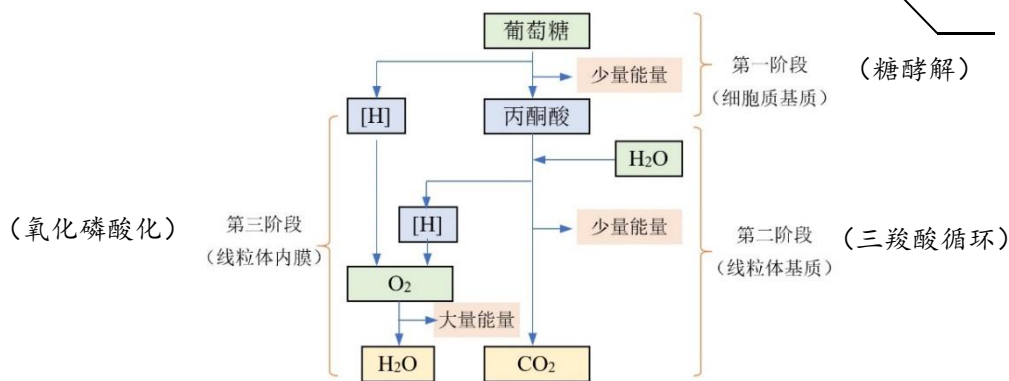 葡萄糖
少量能量
第一阶段
(细胞质基质)
(糖酵解)
[H]
丙酮酸
H₂O
[H]
少量能量
第二阶段
(线粒体基质)
(三羧酸循环)
(氧化磷酸化)
第三阶段
(线粒体内膜)
O₂
大量能量
H₂O
CO₂